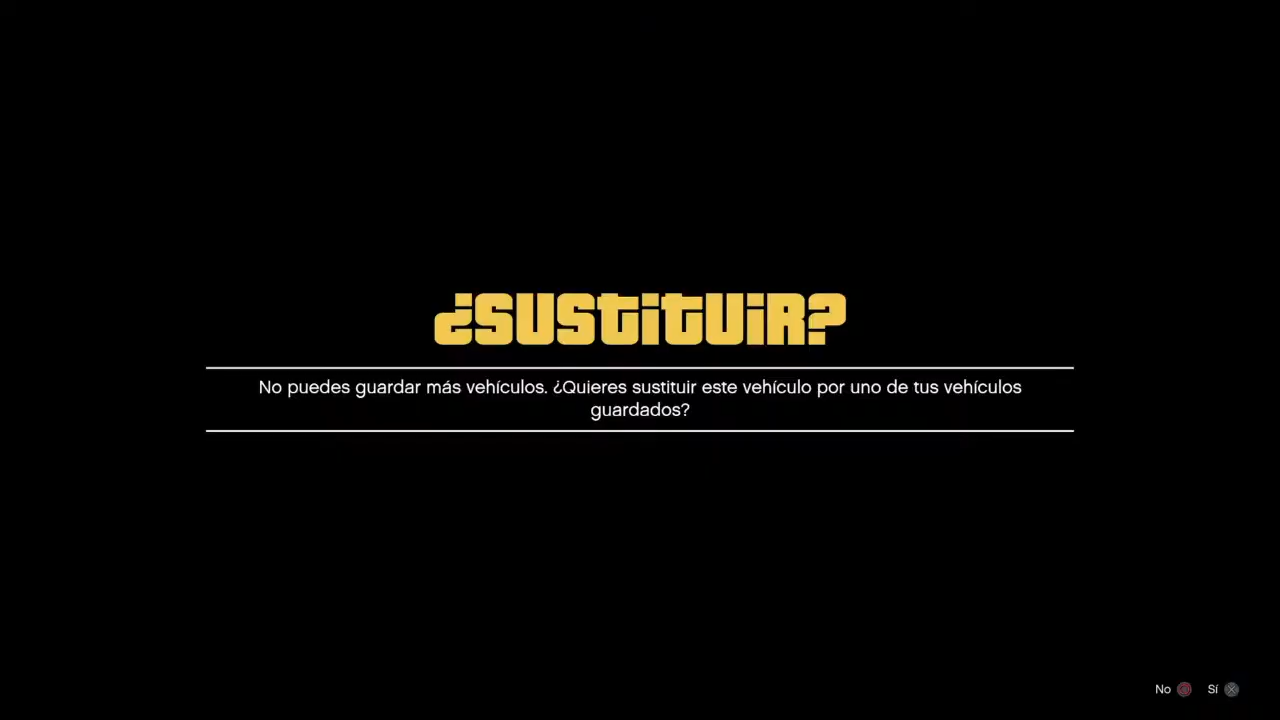 ¿SUSTITUIR?
No puedes guardar más vehículos. ¿Quieres sustituir este vehículo por uno de tus vehículos
guardados?
No Sí